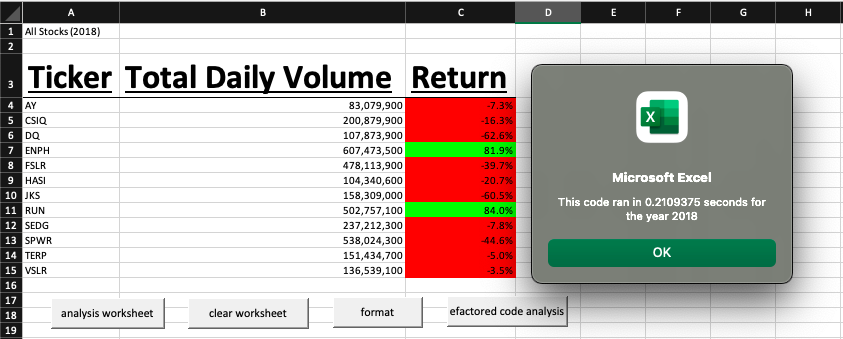 A B C D E F G H
1 All Stocks (2018)
2
3 Ticker Total Daily Volume Return
4 AY 83,079,900 -7.3%
5 CSIQ 200,879,900 -16.3%
6 DQ 107,873,900 -62.6%
7 ENPH 607,473,500 81.9%
8 FSLR 478,113,900 -39.7%
9 HASI 104,340,600 -20.7%
10 JKS 158,309,000 -60.5%
11 RUN 502,757,100 84.0%
12 SEDG 237,212,300 -7.8%
13 SPWR 538,024,300 -44.6%
14 TERP 151,434,700 -5.0%
15 VSLR 136,539,100 -3.5%
16
17
18
19
analysis worksheet clear worksheet format efactored code analysis
X
Microsoft Excel
This code ran in 0.2109375 seconds for
the year 2018
OK